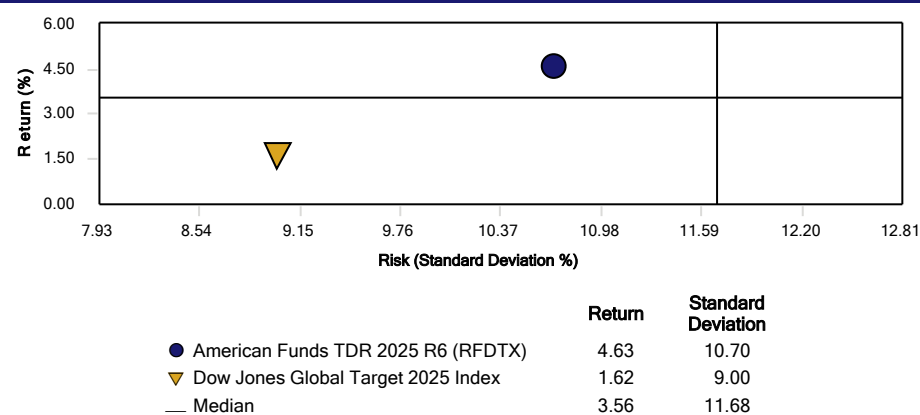 6.00
4.50
3.00
1.50
0.00
Return (%)
7.93 8.54 9.15 9.76 10.37 10.98 11.59 12.20 12.81
Risk (Standard Deviation %)
Return Standard Deviation
American Funds TDR 2025 R6 (RFDTX) 4.63 10.70
Dow Jones Global Target 2025 Index 1.62 9.00
Median 3.56 11.68